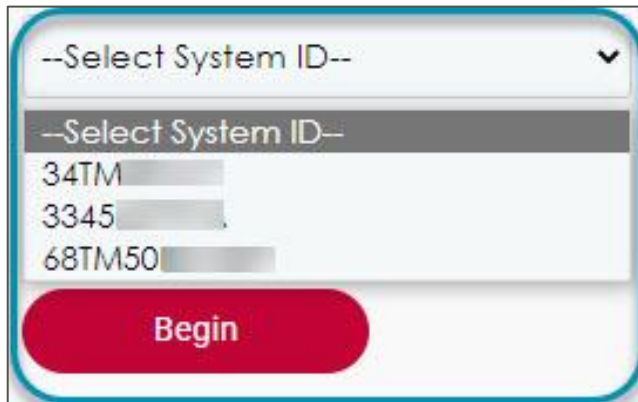 --Select System ID--
--Select System ID--
34TM
3345
68TM50
Begin